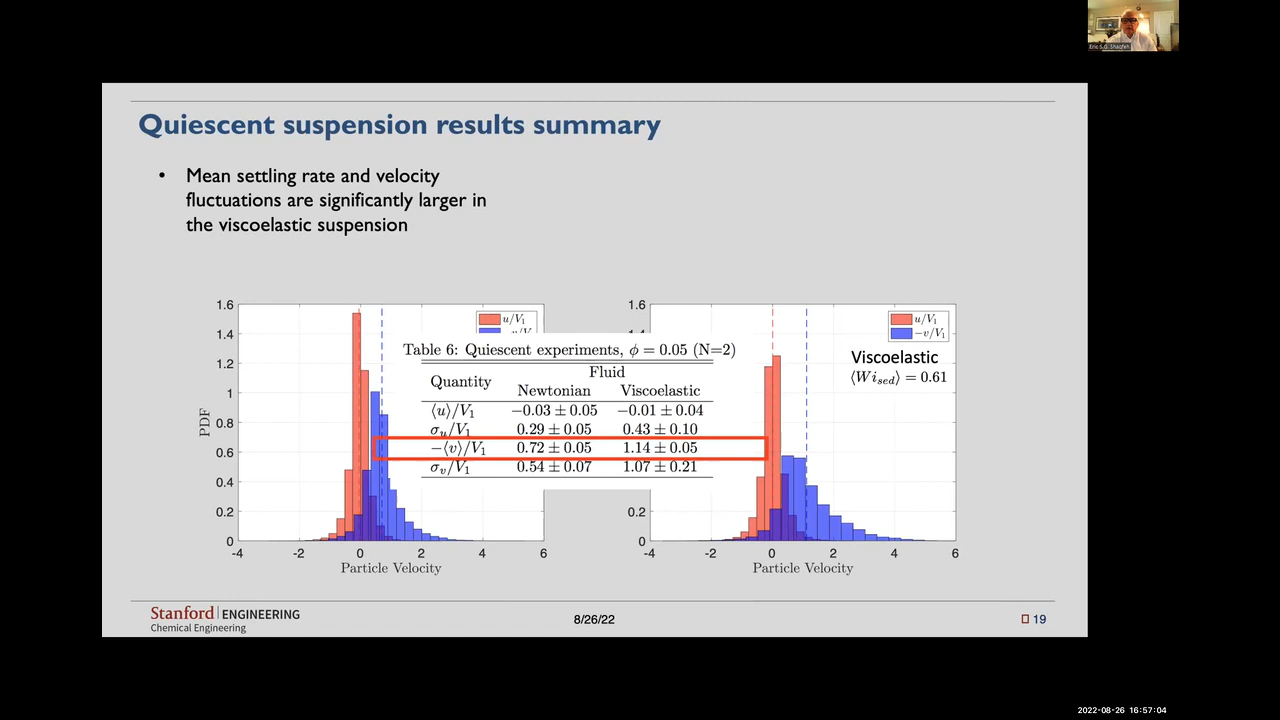 Eric S.G. Shaqfeh
Quiescent suspension results summary
• Mean settling rate and velocity
fluctuations are significantly larger in
the viscoelastic suspension
1.6
1.4
1.2
1
0.8
0.6
0.4
0.2
0
PDF
-4 -2 0 2 4 6
Particle Velocity
u/V₁
Table 6: Quiescent experiments, ϕ = 0.05 (N=2)
Fluid
Quantity Newtonian Viscoelastic
⟨u⟩/V₁ −0.03 ± 0.05 −0.01 ± 0.04
σᵤ/V₁ 0.29 ± 0.05 0.43 ± 0.10
−⟨v⟩/V₁ 0.72 ± 0.05 1.14 ± 0.05
σᵥ/V₁ 0.54 ± 0.07 1.07 ± 0.21
1.6
0.2
0
-4 -2 0 2 4 6
Particle Velocity
u/V₁
−v/V₁
Viscoelastic
⟨Wi_sed⟩ = 0.61
Stanford | ENGINEERING
Chemical Engineering
8/26/22
19
2022-08-26 16:57:04